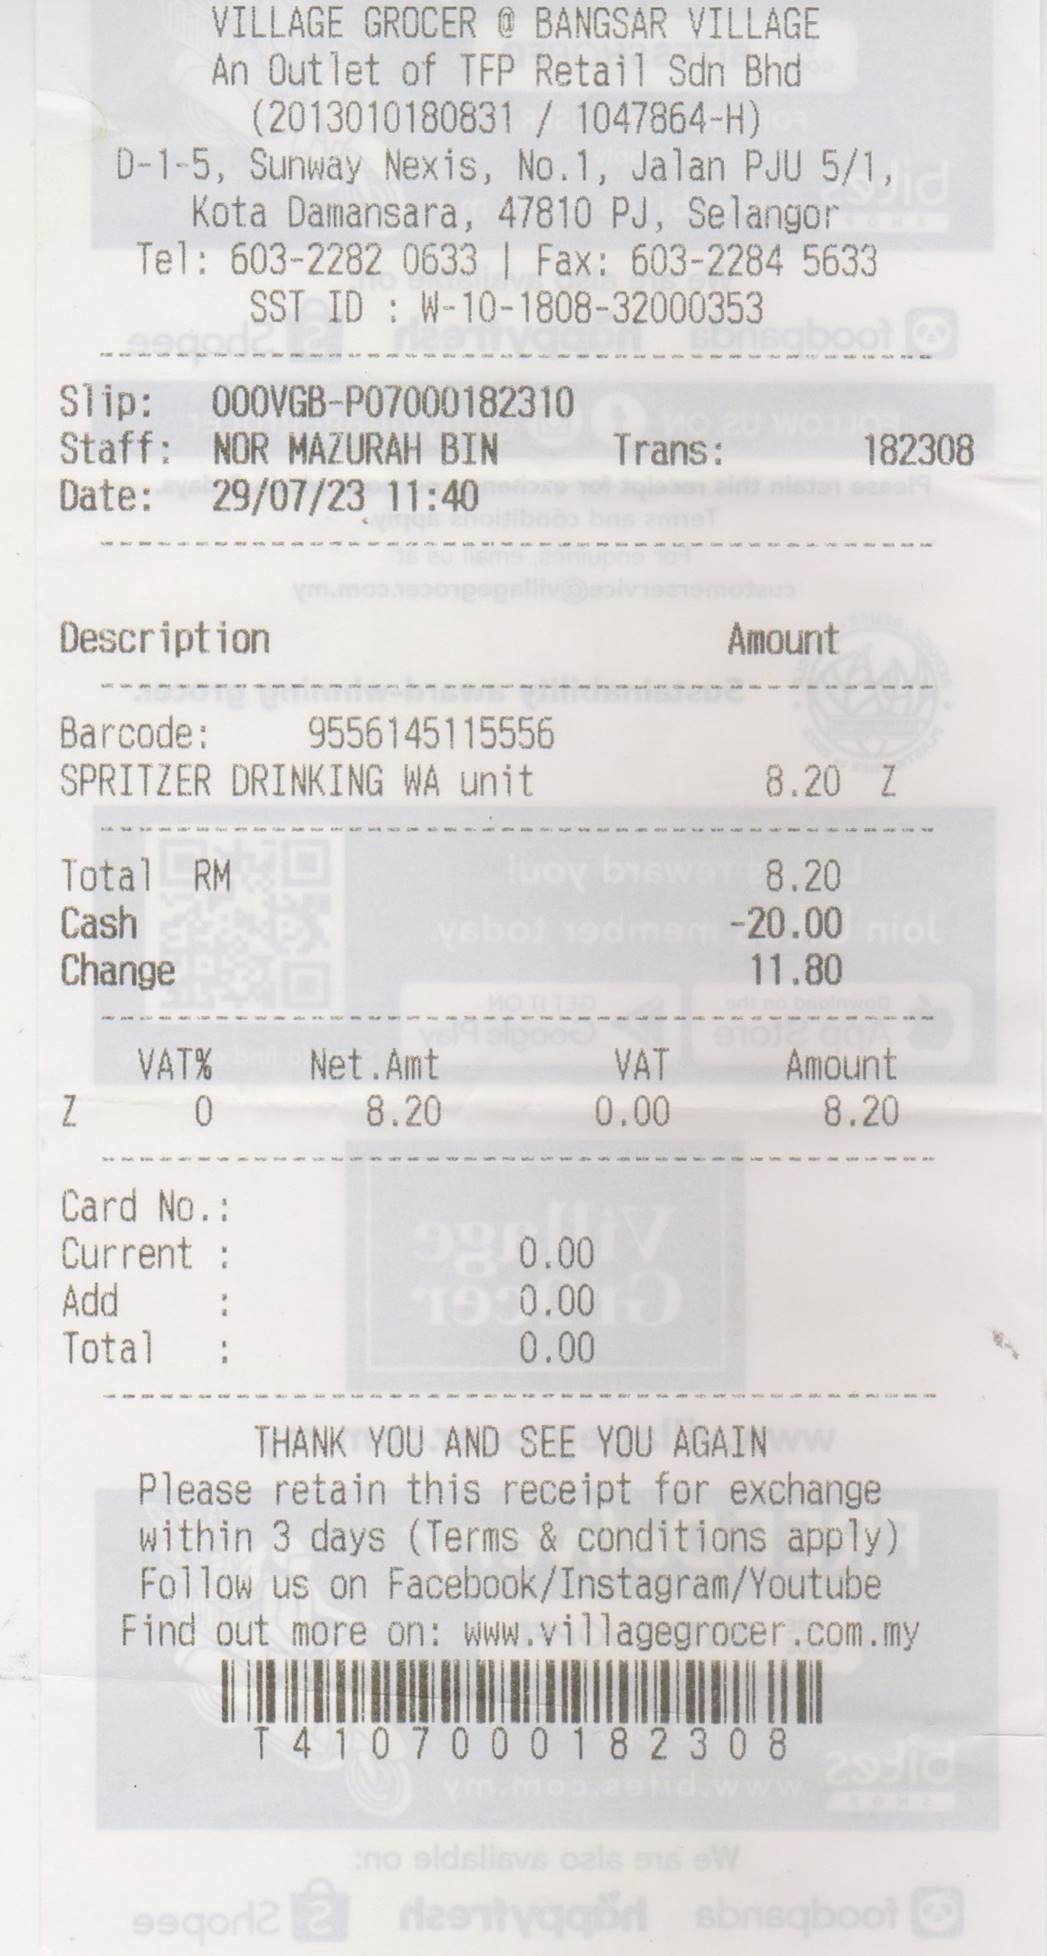 VILLAGE GROCER @ BANGSAR VILLAGE
An Outlet of TFP Retail Sdn Bhd
(2013010180831 / 1047864-H)
D-1-5, Sunway Nexis, No.1, Jalan PJU 5/1,
Kota Damansara, 47810 PJ, Selangor
Tel: 603-2282 0633 | Fax: 603-2284 5633
SST ID : W-10-1808-32000353
Slip: 000VGB-P07000182310
Staff: NOR MAZURAH BIN Trans: 182308
Date: 29/07/23 11:40
Description Amount
Barcode: 9556145115556
SPRITZER DRINKING WA unit 8.20 Z
Total RM 8.20
Cash -20.00
Change 11.80
VAT% Net.Amt VAT Amount
Z 0 8.20 0.00 8.20
Card No.:
Current : 0.00
Add : 0.00
Total : 0.00
THANK YOU AND SEE YOU AGAIN
Please retain this receipt for exchange
within 3 days (Terms & conditions apply)
Follow us on Facebook/Instagram/Youtube
Find out more on: www.villagegrocer.com.my
T4107000182308